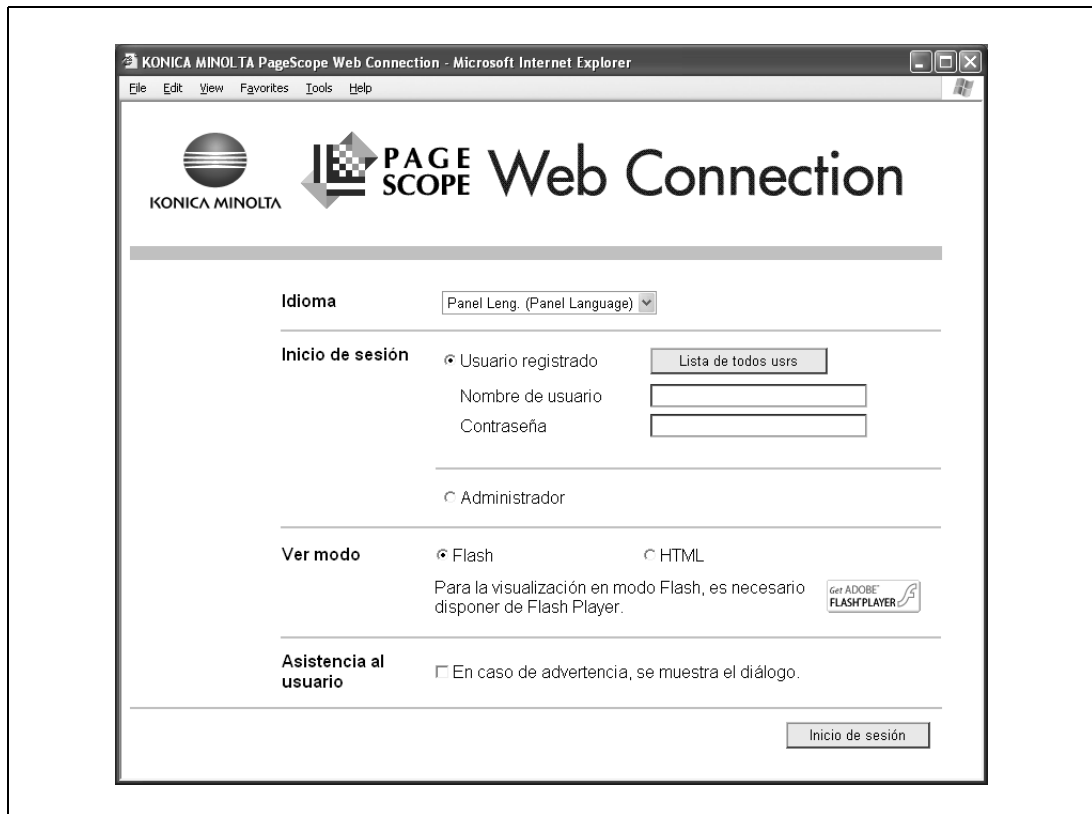 KONICA MINOLTA PageScope Web Connection - Microsoft Internet Explorer
File Edit View Favorites Tools Help
KONICA MINOLTA
PAGE SCOPE Web Connection
Idioma
Panel Leng. (Panel Language)
Inicio de sesión
Usuario registrado
Lista de todos usrs
Nombre de usuario
Contraseña
Administrador
Ver modo
Flash
HTML
Para la visualización en modo Flash, es necesario
disponer de Flash Player.
Get ADOBE
FLASH PLAYER
Asistencia al
usuario
En caso de advertencia, se muestra el diálogo.
Inicio de sesión